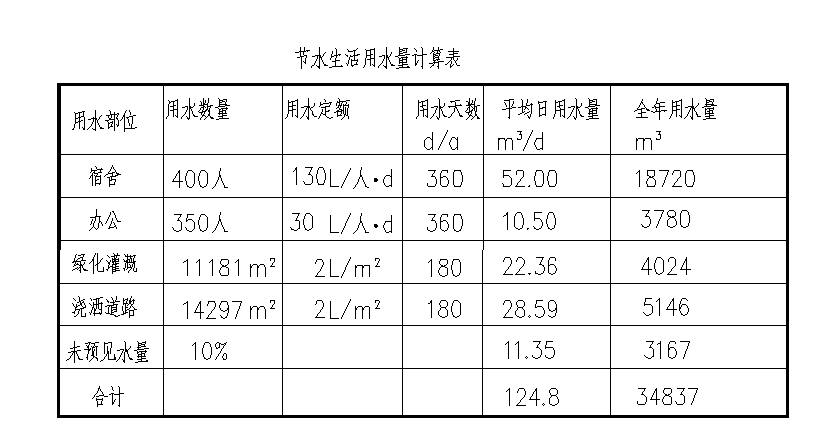 节水生活用水量计算表
用水部位 用水数量 用水定额 用水天数 d/a 平均日用水量 m³/d 全年用水量 m³
宿舍 400人 130L/人·d 360 52.00 18720
办公 350人 30 L/人·d 360 10.50 3780
绿化灌溉 11181m² 2L/m² 180 22.36 4024
浇洒道路 14297m² 2L/m² 180 28.59 5146
未预见水量 10% 11.35 3167
合计 124.8 34837